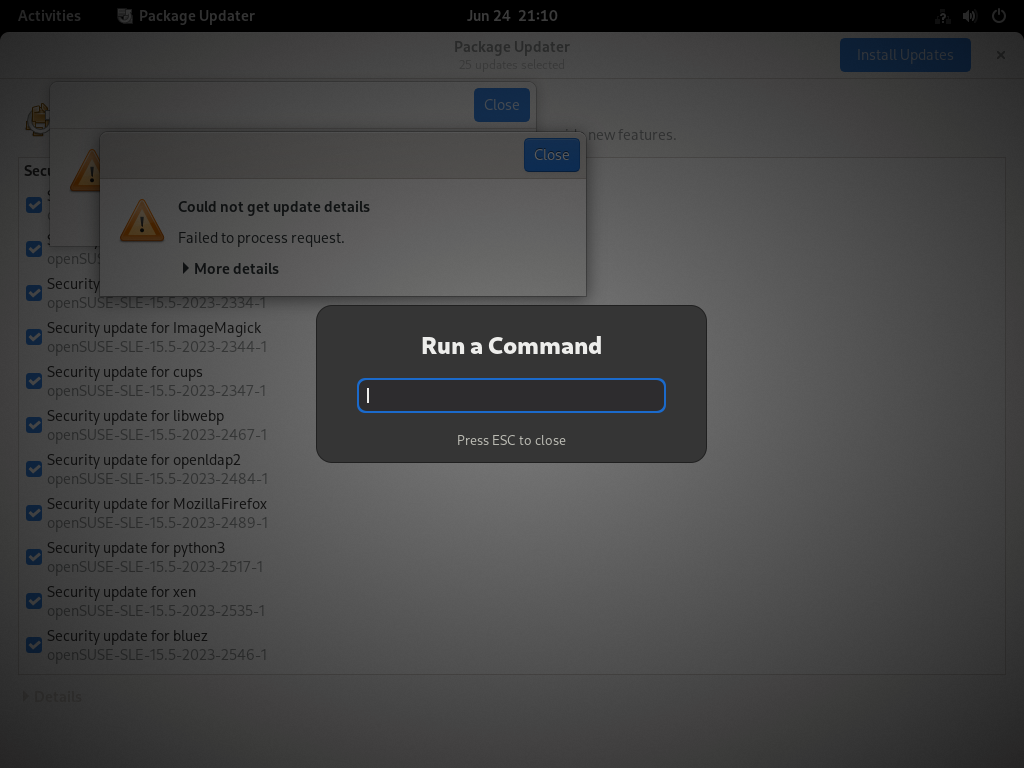 Activities
Package Updater
Jun 24 21:10
Package Updater
25 updates selected
Install Updates
Close
new features.
Close
Could not get update details
Failed to process request.
More details
openSUSE
Security
openSUSE-SLE-15.5-2023-2334-1
Security update for ImageMagick
openSUSE-SLE-15.5-2023-2344-1
Security update for cups
openSUSE-SLE-15.5-2023-2347-1
Security update for libwebp
openSUSE-SLE-15.5-2023-2467-1
Security update for openldap2
openSUSE-SLE-15.5-2023-2484-1
Security update for MozillaFirefox
openSUSE-SLE-15.5-2023-2489-1
Security update for python3
openSUSE-SLE-15.5-2023-2517-1
Security update for xen
openSUSE-SLE-15.5-2023-2535-1
Security update for bluez
openSUSE-SLE-15.5-2023-2546-1
Details
Run a Command
Press ESC to close